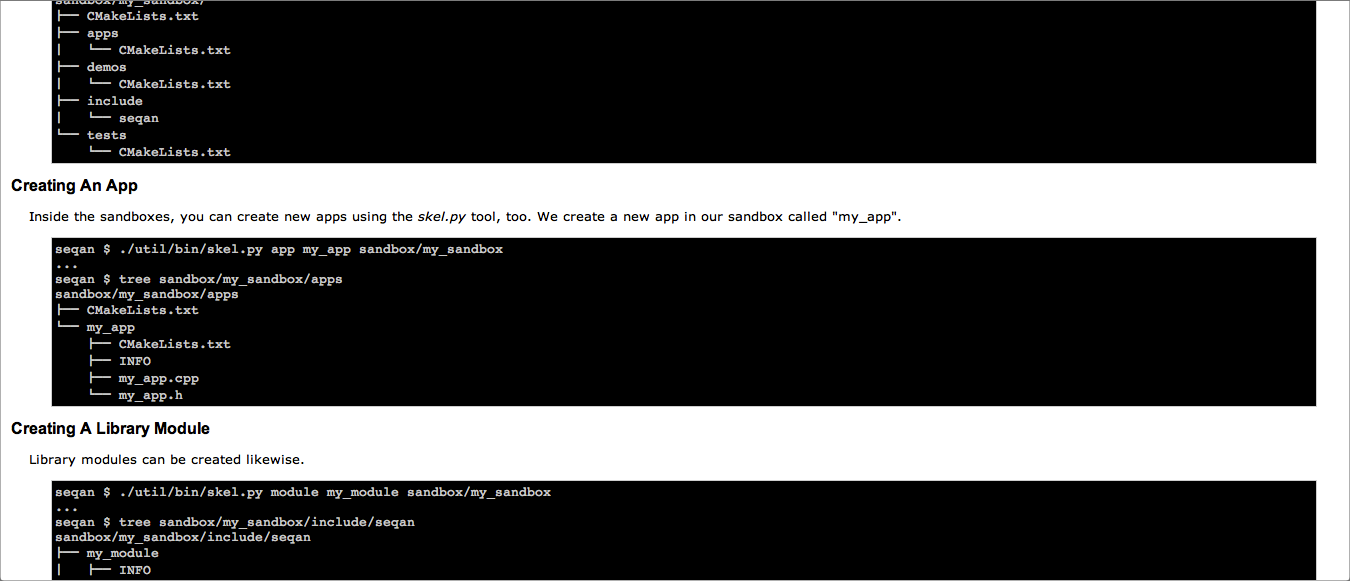 sandbox/my_sandbox/
├── CMakeLists.txt
├── apps
│   └── CMakeLists.txt
├── demos
│   └── CMakeLists.txt
├── include
│   └── seqan
└── tests
    └── CMakeLists.txt
Creating An App
Inside the sandboxes, you can create new apps using the skel.py tool, too. We create a new app in our sandbox called "my_app".
seqan $ ./util/bin/skel.py app my_app sandbox/my_sandbox
...
seqan $ tree sandbox/my_sandbox/apps
sandbox/my_sandbox/apps
├── CMakeLists.txt
└── my_app
    ├── CMakeLists.txt
    ├── INFO
    ├── my_app.cpp
    └── my_app.h
Creating A Library Module
Library modules can be created likewise.
seqan $ ./util/bin/skel.py module my_module sandbox/my_sandbox
...
seqan $ tree sandbox/my_sandbox/include/seqan
sandbox/my_sandbox/include/seqan
├── my_module
│   ├── INFO